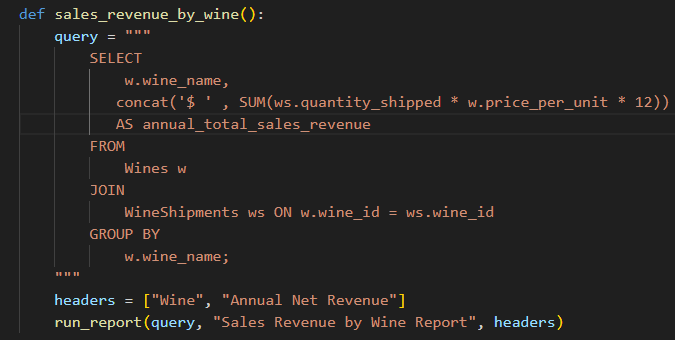 def sales_revenue_by_wine():
query = """
SELECT
w.wine_name,
concat('$ ' , SUM(ws.quantity_shipped * w.price_per_unit * 12))
AS annual_total_sales_revenue
FROM
Wines w
JOIN
WineShipments ws ON w.wine_id = ws.wine_id
GROUP BY
w.wine_name;
"""
headers = ["Wine", "Annual Net Revenue"]
run_report(query, "Sales Revenue by Wine Report", headers)